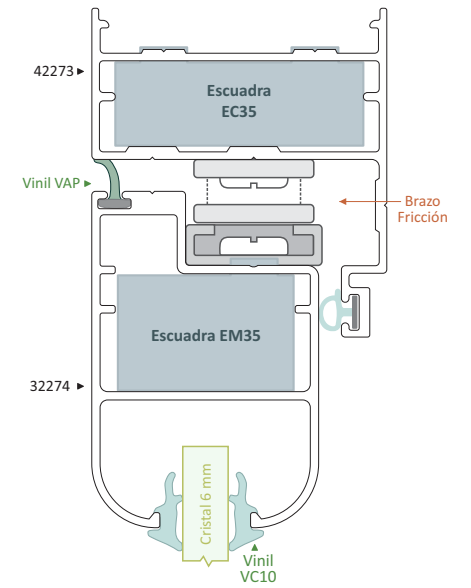 42273
Escuadra
EC35
Vinil VAP
Brazo
Fricción
Escuadra EM35
32274
Cristal 6 mm
Vinil
VC10